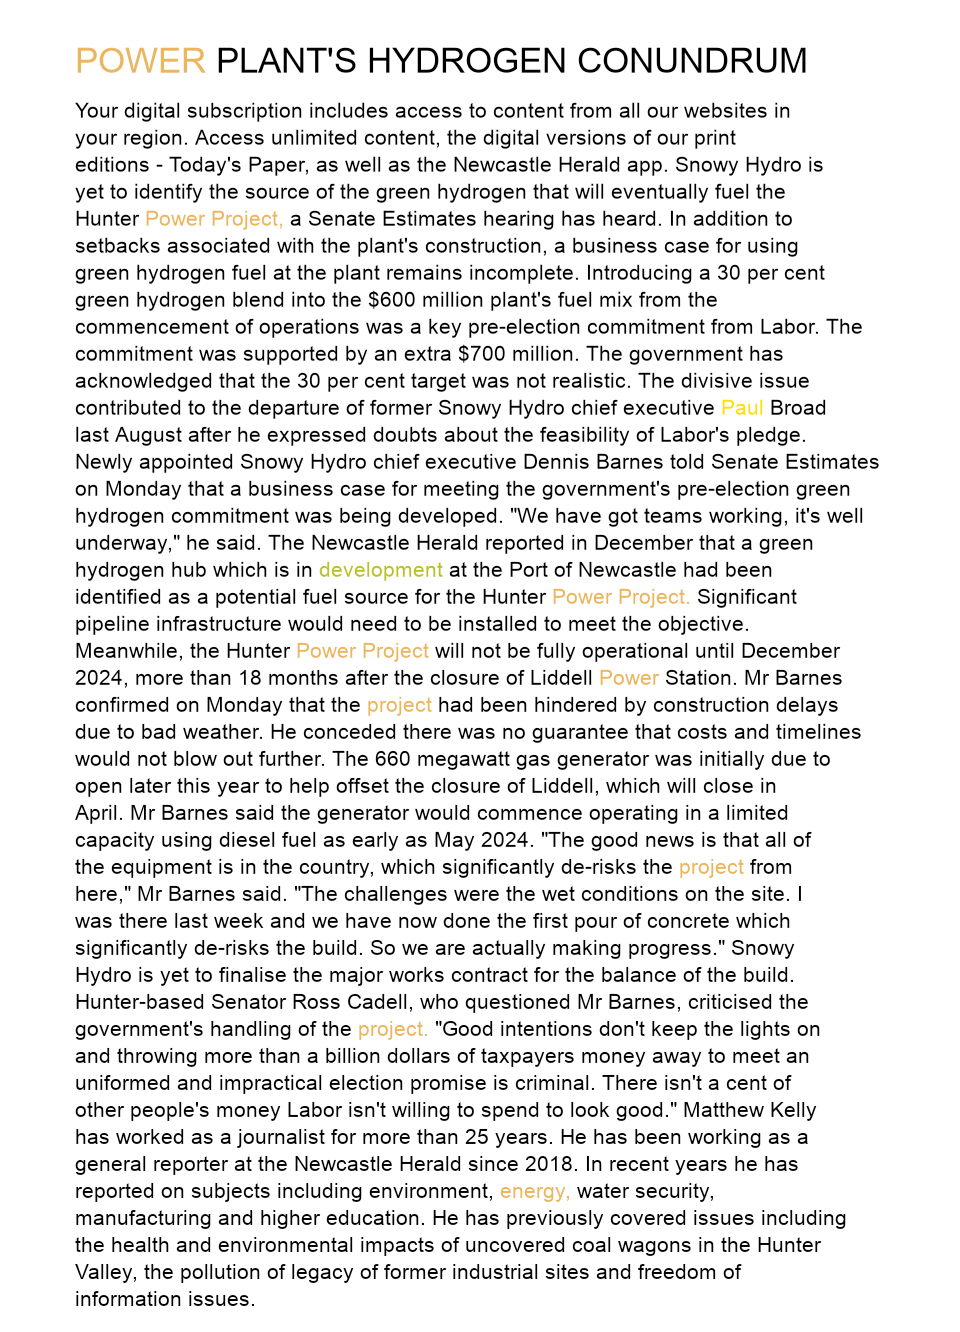 POWER PLANT'S HYDROGEN CONUNDRUM
Your digital subscription includes access to content from all our websites in
your region. Access unlimited content, the digital versions of our print
editions - Today's Paper, as well as the Newcastle Herald app. Snowy Hydro is
yet to identify the source of the green hydrogen that will eventually fuel the
Hunter Power Project, a Senate Estimates hearing has heard. In addition to
setbacks associated with the plant's construction, a business case for using
green hydrogen fuel at the plant remains incomplete. Introducing a 30 per cent
green hydrogen blend into the $600 million plant's fuel mix from the
commencement of operations was a key pre-election commitment from Labor. The
commitment was supported by an extra $700 million. The government has
acknowledged that the 30 per cent target was not realistic. The divisive issue
contributed to the departure of former Snowy Hydro chief executive Paul Broad
last August after he expressed doubts about the feasibility of Labor's pledge.
Newly appointed Snowy Hydro chief executive Dennis Barnes told Senate Estimates
on Monday that a business case for meeting the government's pre-election green
hydrogen commitment was being developed. "We have got teams working, it's well
underway," he said. The Newcastle Herald reported in December that a green
hydrogen hub which is in development at the Port of Newcastle had been
identified as a potential fuel source for the Hunter Power Project. Significant
pipeline infrastructure would need to be installed to meet the objective.
Meanwhile, the Hunter Power Project will not be fully operational until December
2024, more than 18 months after the closure of Liddell Power Station. Mr Barnes
confirmed on Monday that the project had been hindered by construction delays
due to bad weather. He conceded there was no guarantee that costs and timelines
would not blow out further. The 660 megawatt gas generator was initially due to
open later this year to help offset the closure of Liddell, which will close in
April. Mr Barnes said the generator would commence operating in a limited
capacity using diesel fuel as early as May 2024. "The good news is that all of
the equipment is in the country, which significantly de-risks the project from
here," Mr Barnes said. "The challenges were the wet conditions on the site. I
was there last week and we have now done the first pour of concrete which
significantly de-risks the build. So we are actually making progress." Snowy
Hydro is yet to finalise the major works contract for the balance of the build.
Hunter-based Senator Ross Cadell, who questioned Mr Barnes, criticised the
government's handling of the project. "Good intentions don't keep the lights on
and throwing more than a billion dollars of taxpayers money away to meet an
uniformed and impractical election promise is criminal. There isn't a cent of
other people's money Labor isn't willing to spend to look good." Matthew Kelly
has worked as a journalist for more than 25 years. He has been working as a
general reporter at the Newcastle Herald since 2018. In recent years he has
reported on subjects including environment, energy, water security,
manufacturing and higher education. He has previously covered issues including
the health and environmental impacts of uncovered coal wagons in the Hunter
Valley, the pollution of legacy of former industrial sites and freedom of
information issues.